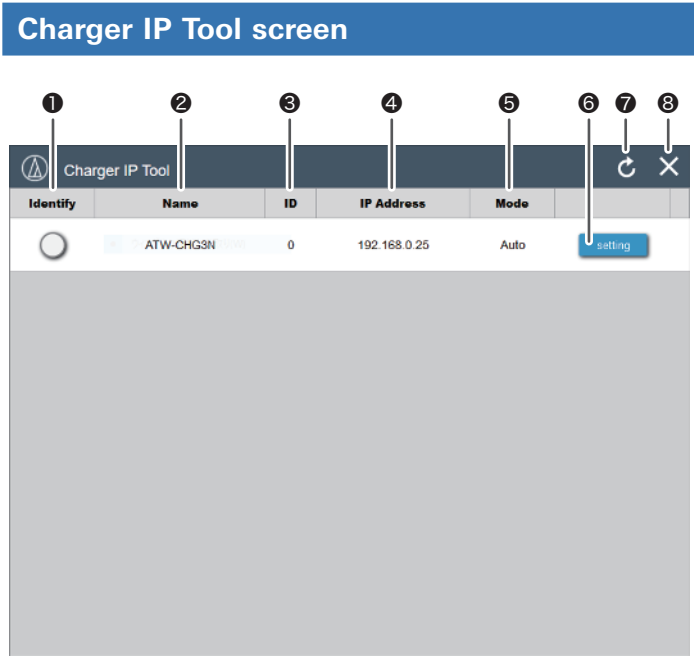 Charger IP Tool screen
❶ ❷ ❸ ❹ ❺ ❻ ❼ ❽
Charger IP Tool
Identify Name ID IP Address Mode
ATW-CHG3N 0 192.168.0.25 Auto setting